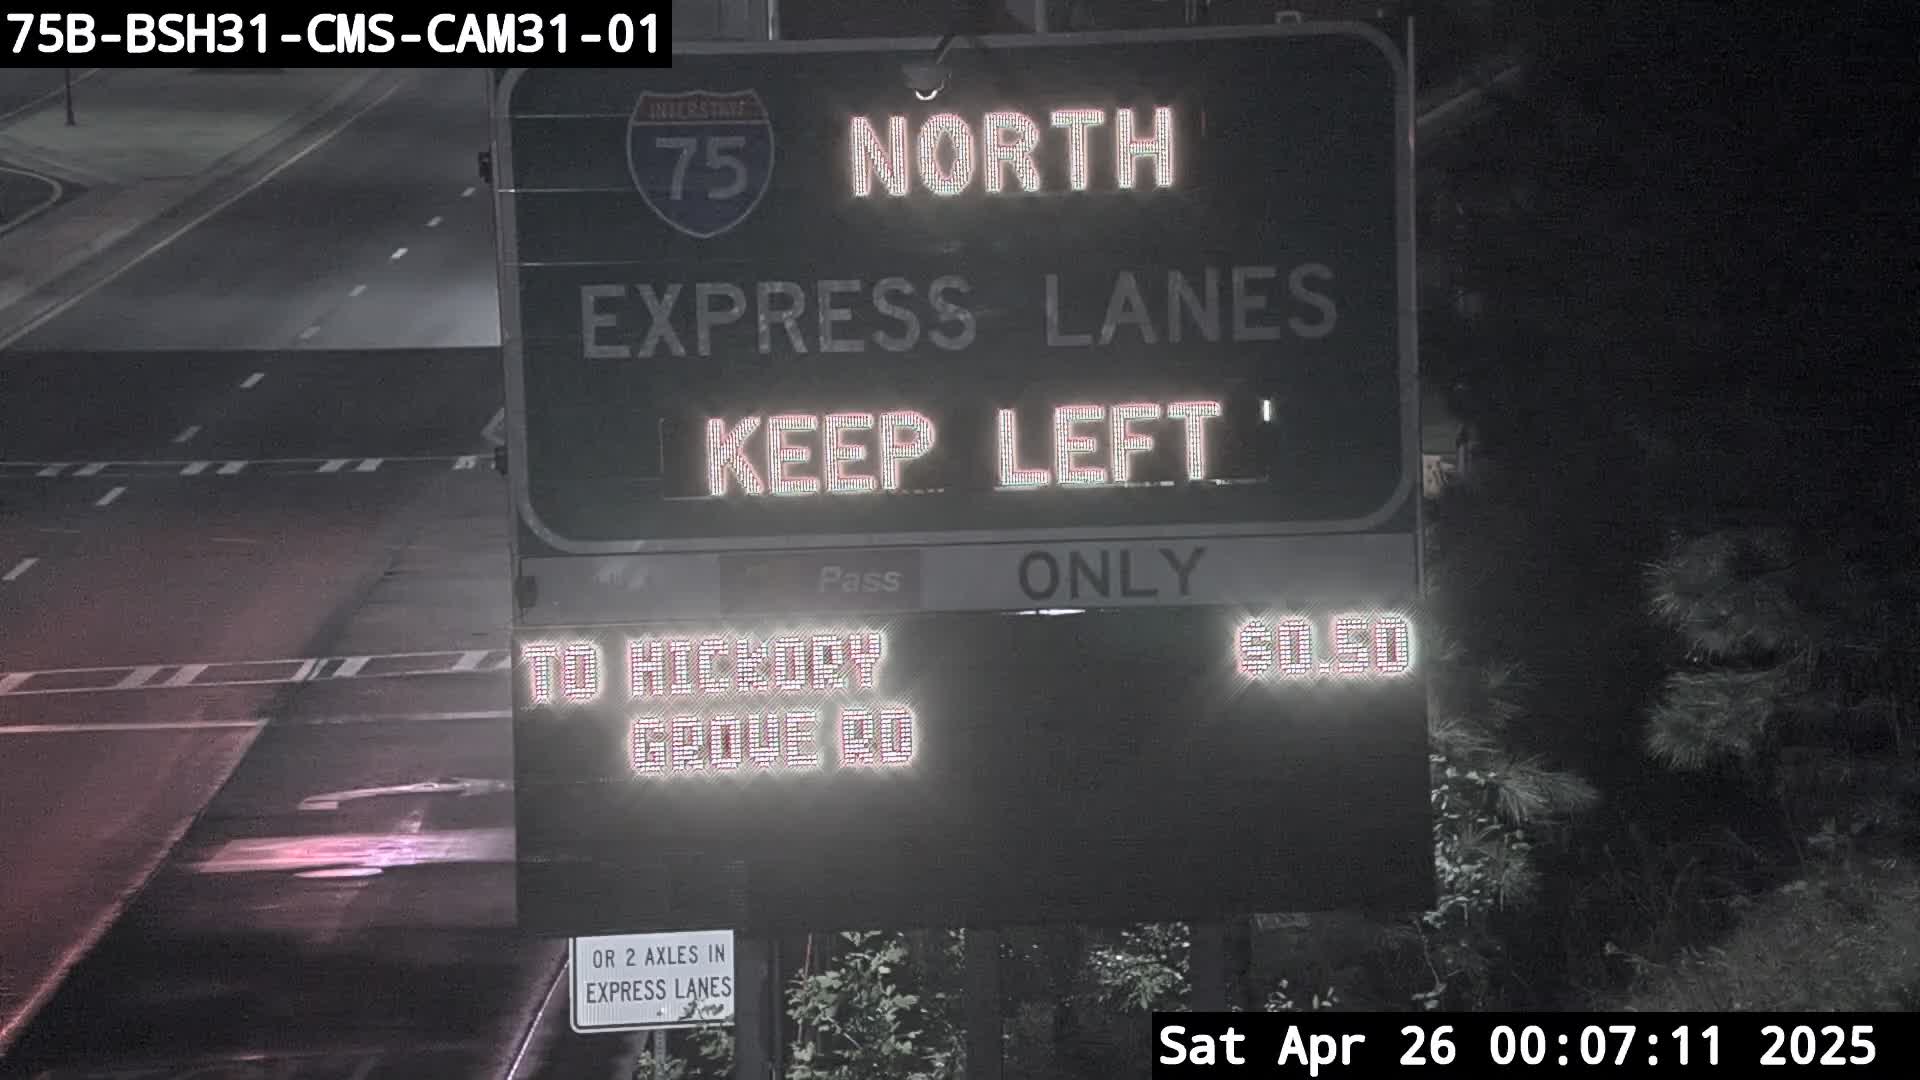 75B-BSH31-CMS-CAM31-01
INTERSTATE
75
NORTH
EXPRESS LANES
KEEP LEFT
Pass ONLY
TO HICKORY $0.50
GROVE RD
OR 2 AXLES IN
EXPRESS LANES
Sat Apr 26 00:07:11 2025